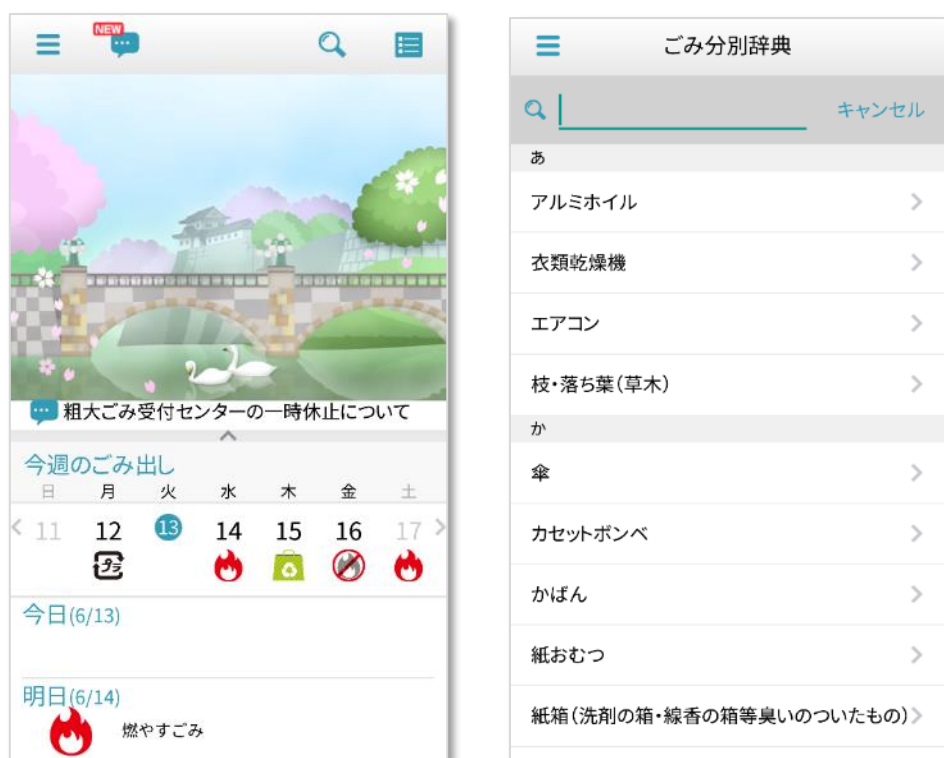 NEW
粗大ごみ受付センターの一時休止について
今週のごみ出し
日 月 火 水 木 金 土
11 12 13 14 15 16 17
プラ
今日(6/13)
明日(6/14)
燃やすごみ
ごみ分別辞典
キャンセル
あ
アルミホイル
衣類乾燥機
エアコン
枝・落ち葉(草木)
か
傘
カセットボンベ
かばん
紙おむつ
紙箱(洗剤の箱・線香の箱等臭いのついたもの)